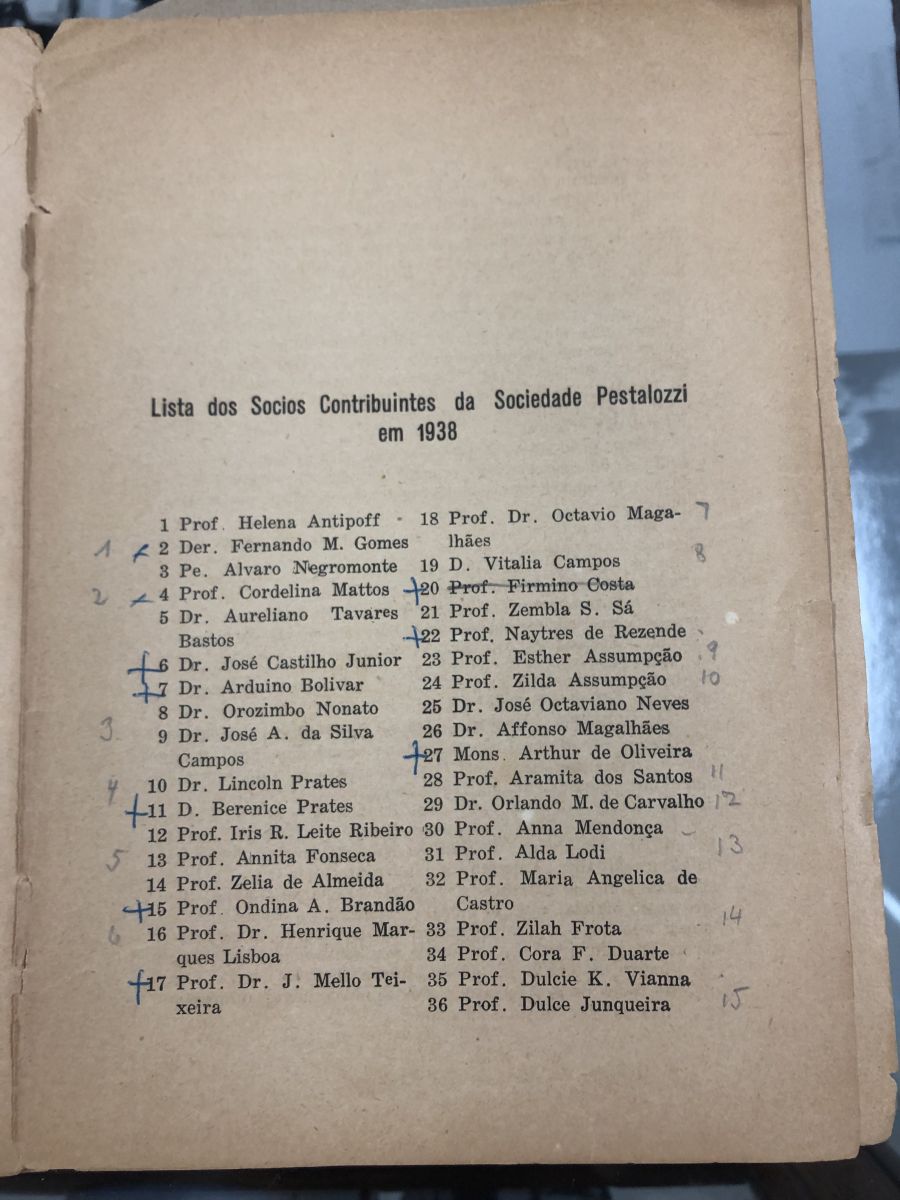 Lista dos Socios Contribuintes da Sociedade Pestalozzi
em 1938
1 Prof. Helena Antipoff
1 2 Der. Fernando M. Gomes
3 Pe. Alvaro Negromonte
2 4 Prof. Cordelina Mattos
5 Dr. Aureliano Tavares
Bastos
+6 Dr. José Castilho Junior
+7 Dr. Arduino Bolivar
8 Dr. Orozimbo Nonato
3 9 Dr. José A. da Silva
Campos
4 10 Dr. Lincoln Prates
+11 D. Berenice Prates
12 Prof. Iris R. Leite Ribeiro
5 13 Prof. Annita Fonseca
14 Prof. Zelia de Almeida
+15 Prof. Ondina A. Brandão
6 16 Prof. Dr. Henrique Mar-
ques Lisboa
+17 Prof. Dr. J. Mello Tei-
xeira
18 Prof. Dr. Octavio Maga- 7
lhães
19 D. Vitalia Campos 8
+20 Prof. Firmino Costa
21 Prof. Zembla S. Sá
+22 Prof. Naytres de Rezende
23 Prof. Esther Assumpção 9
24 Prof. Zilda Assumpção 10
25 Dr. José Octaviano Neves
26 Dr. Affonso Magalhães
+27 Mons. Arthur de Oliveira
28 Prof. Aramita dos Santos 11
29 Dr. Orlando M. de Carvalho 12
30 Prof. Anna Mendonça
31 Prof. Alda Lodi 13
32 Prof. Maria Angelica de
Castro
33 Prof. Zilah Frota 14
34 Prof. Cora F. Duarte
35 Prof. Dulcie K. Vianna
36 Prof. Dulce Junqueira 15